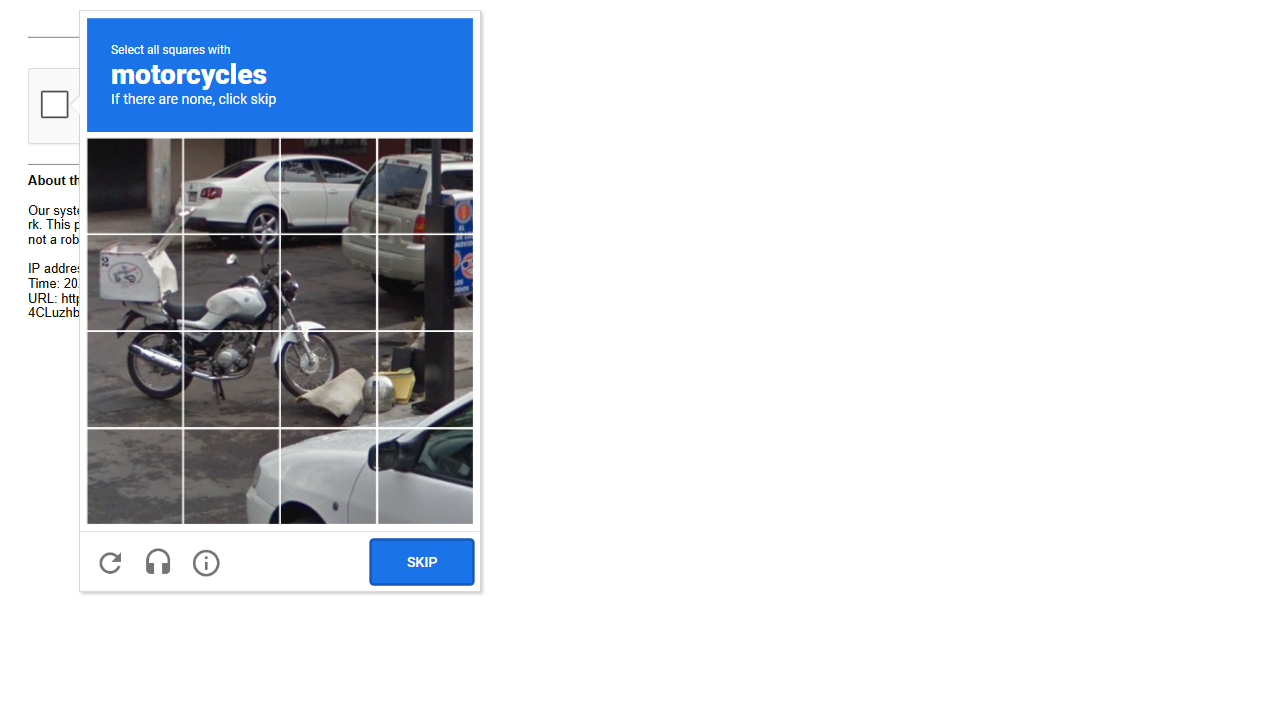 Select all squares with
motorcycles
If there are none, click skip
About th
Our syste
rk. This p
not a rob
IP addres
Time: 20
URL: http
4CLuzhb
2
EL
SKIP